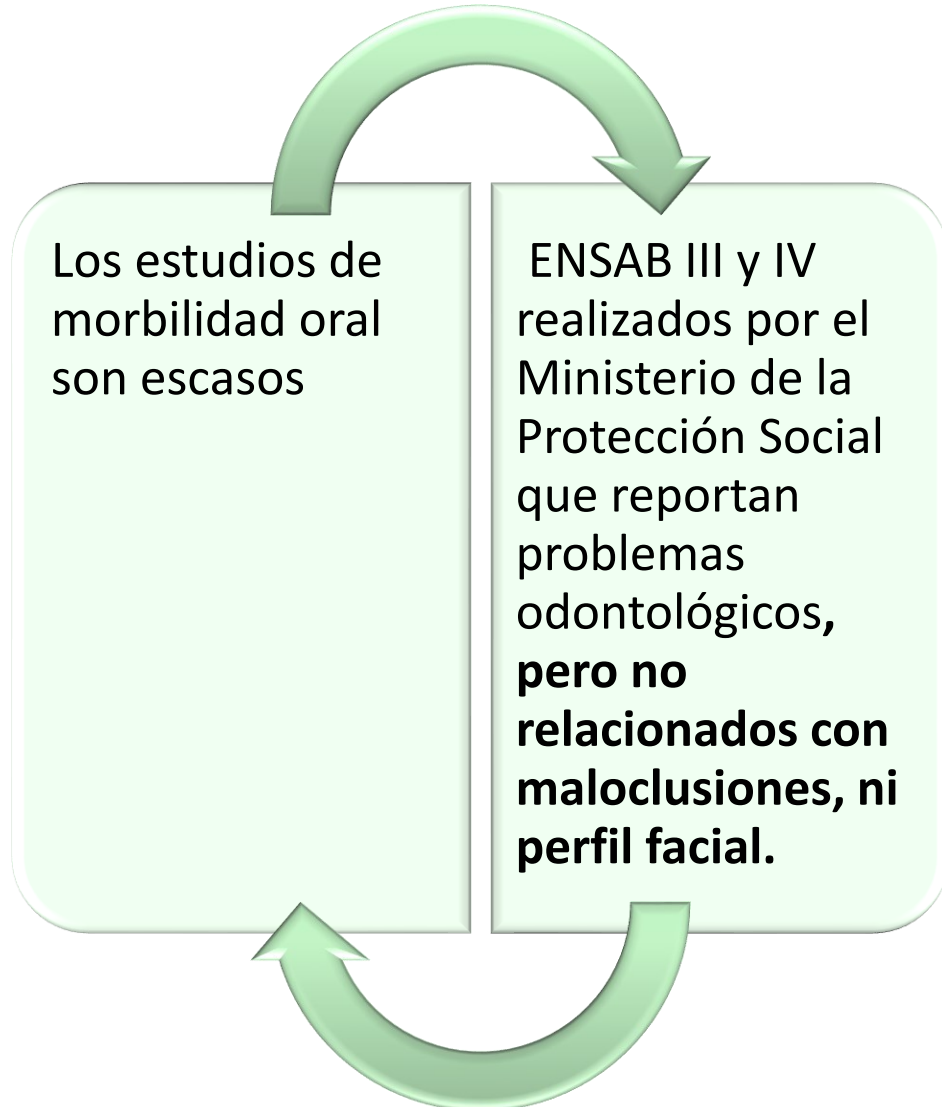 Los estudios de
morbilidad oral
son escasos
ENSAB III y IV
realizados por el
Ministerio de la
Protección Social
que reportan
problemas
odontológicos,
pero no
relacionados con
maloclusiones, ni
perfil facial.